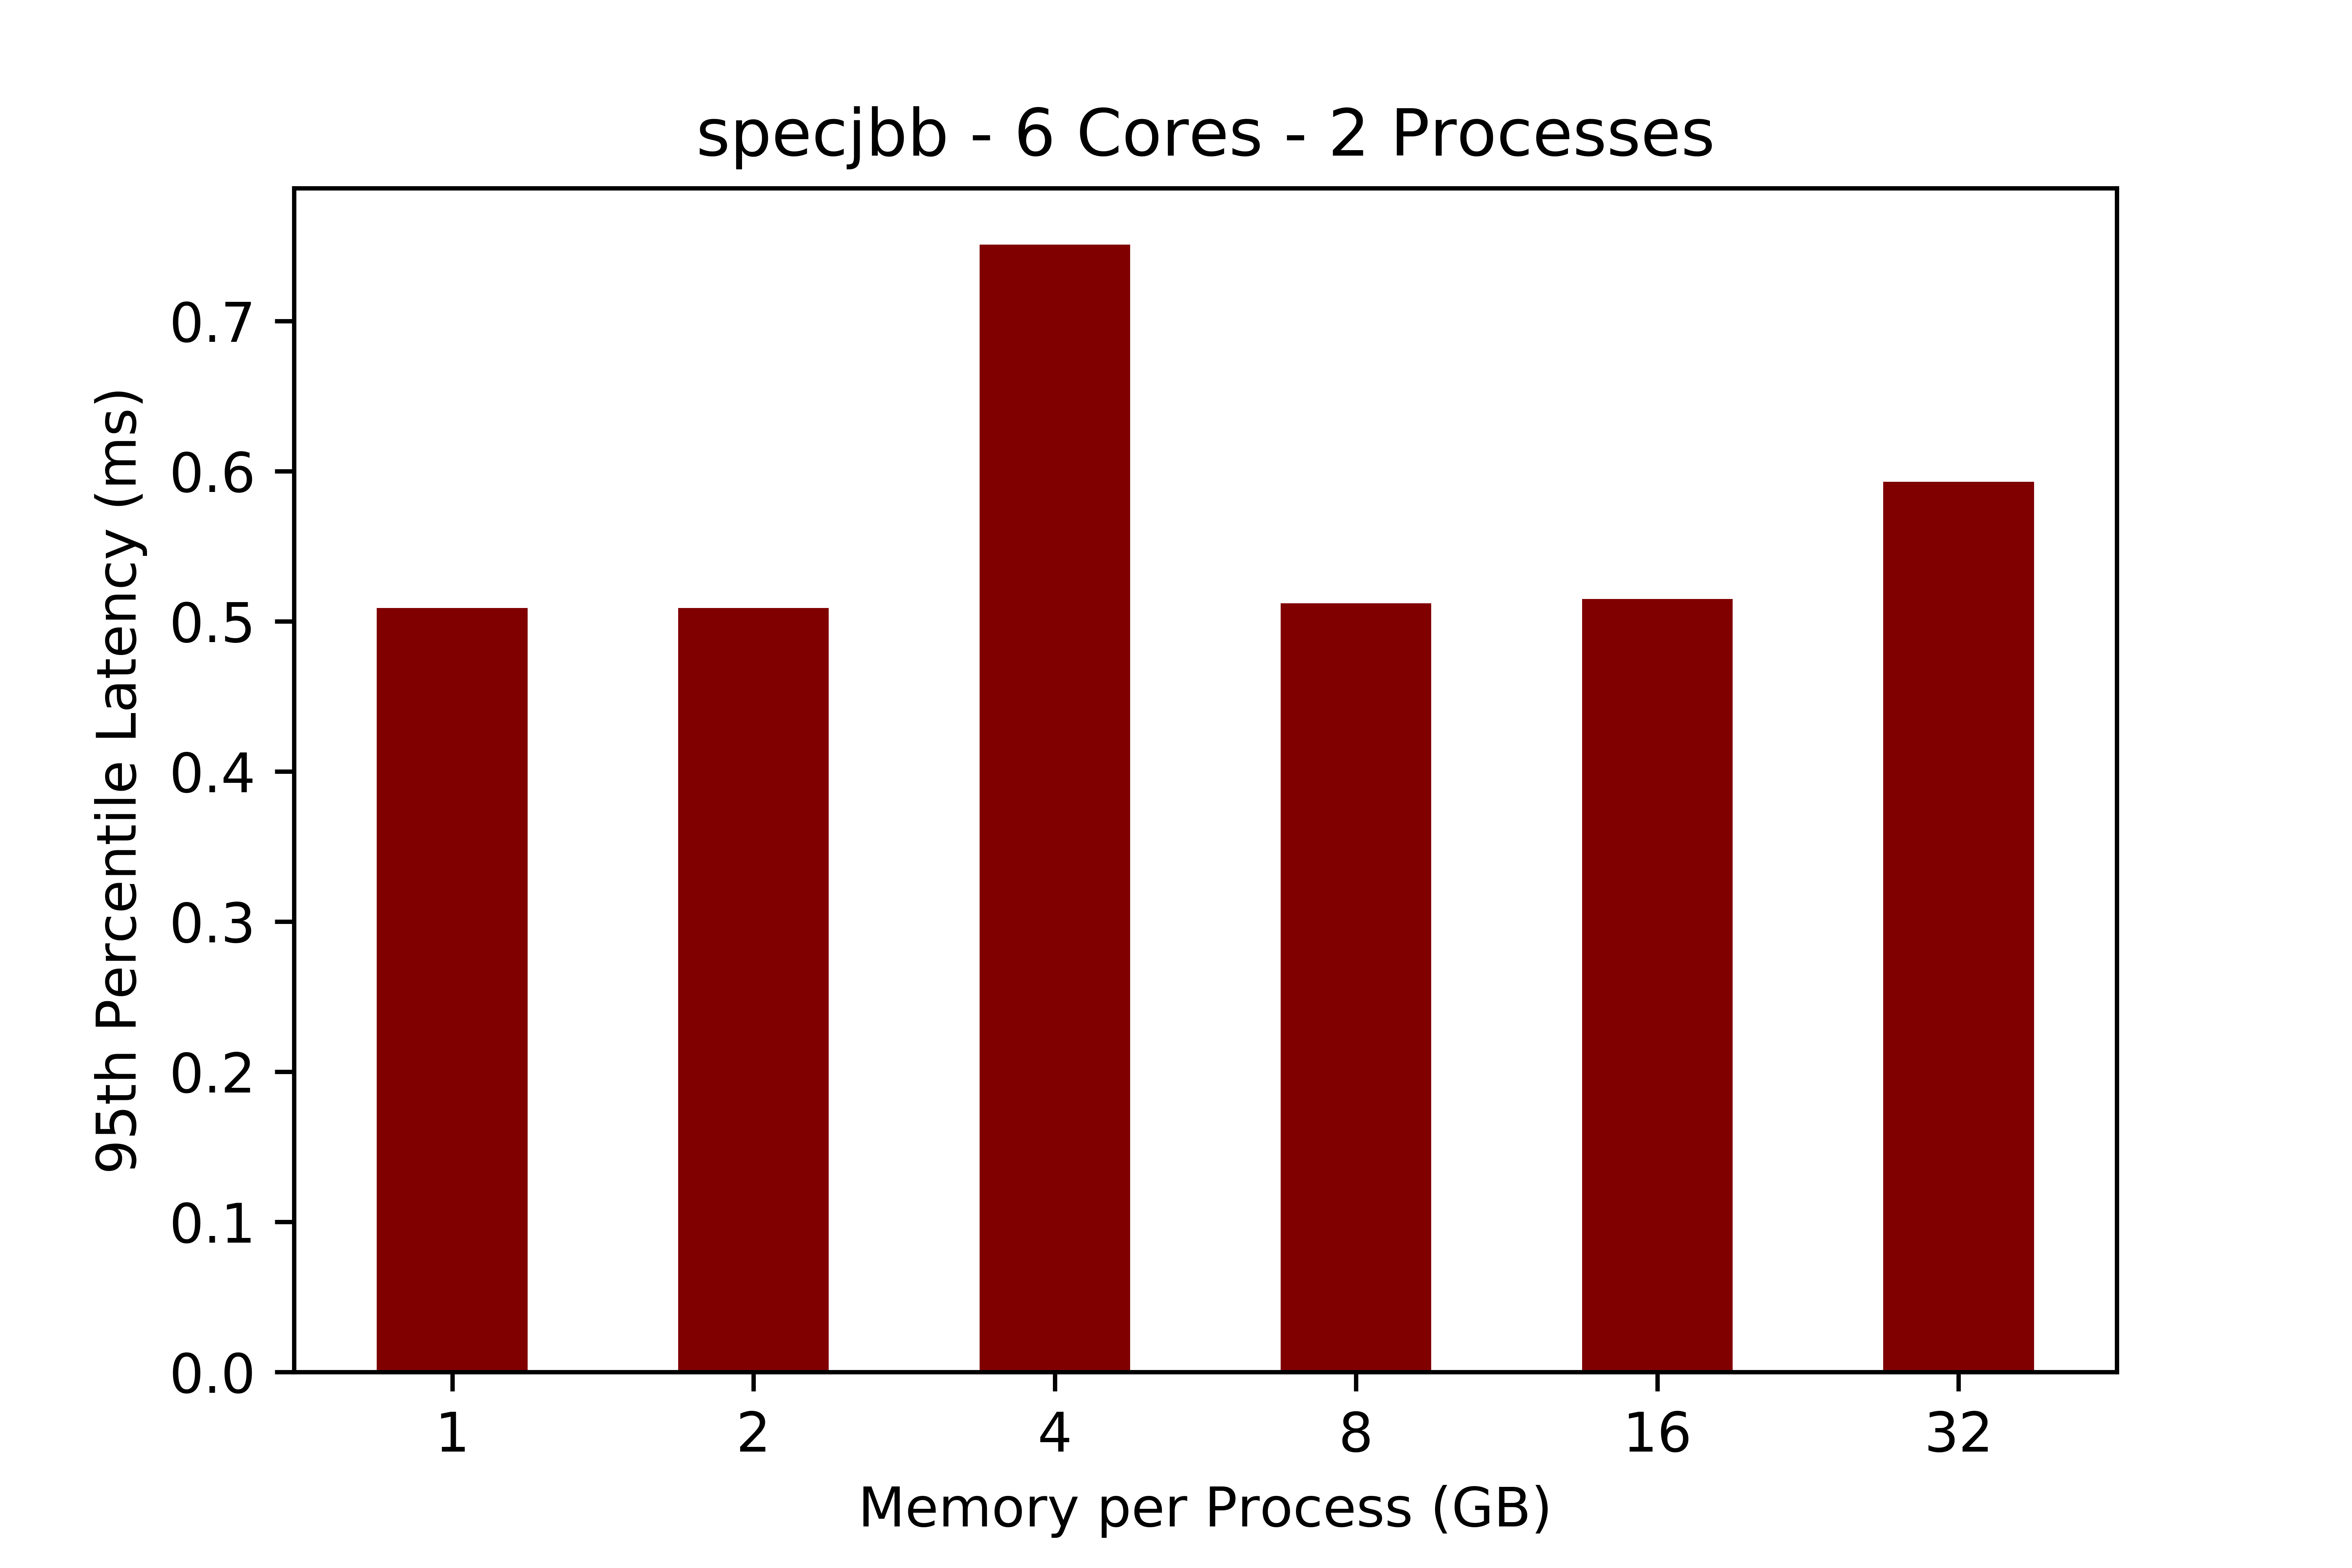 specjbb - 6 Cores - 2 Processes
95th Percentile Latency (ms)
0.7
0.6
0.5
0.4
0.3
0.2
0.1
0.0
1 2 4 8 16 32
Memory per Process (GB)